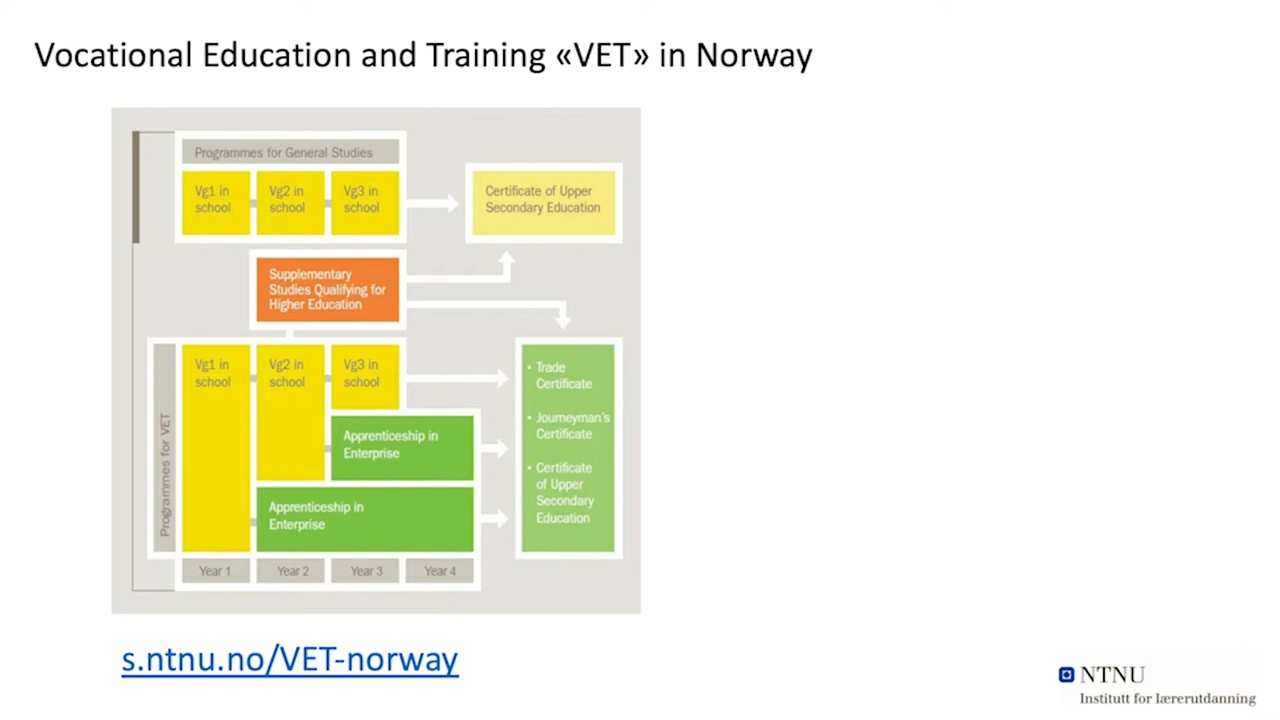 Vocational Education and Training «VET» in Norway
Programmes for General Studies
Vg1 in
school
Vg2 in
school
Vg3 in
school
Certificate of Upper
Secondary Education
Supplementary
Studies Qualifying for
Higher Education
Programmes for VET
Vg1 in
school
Vg2 in
school
Vg3 in
school
Apprenticeship in
Enterprise
Apprenticeship in
Enterprise
• Trade
Certificate
• Journeyman's
Certificate
• Certificate
of Upper
Secondary
Education
Year 1
Year 2
Year 3
Year 4
s.ntnu.no/VET-norway
NTNU
Institutt for lærerutdanning